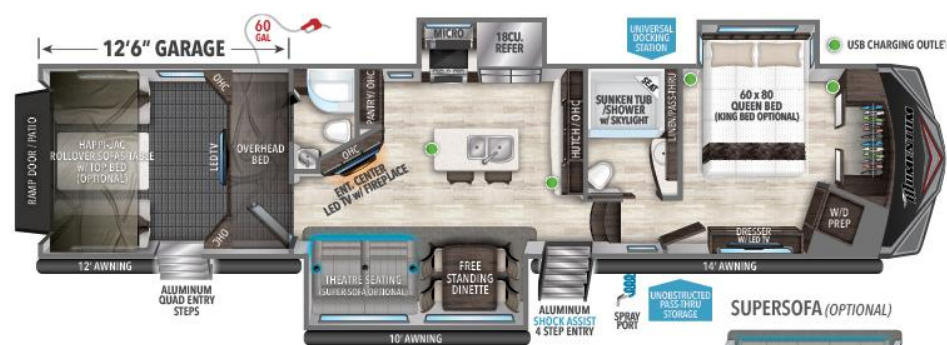 60
GAL
12'6" GARAGE
MICRO
18CU.
REFER
UNIVERSAL
DOCKING
STATION
USB CHARGING OUTLE
RAMP DOOR / PATIO
HAPPI-JAC
ROLLOVER SOFAS/TABLE
w/ TOP BED
(OPTIONAL)
OHC
LED TV
OHC
OVERHEAD
BED
PANTRY/ OHC
OHC
ENT. CENTER
LED TV w/ FIREPLACE
HUTCH / OHC
SEAT
SUNKEN TUB
/SHOWER
w/ SKYLIGHT
LINEN/PASS-THRU
60 x 80
QUEEN BED
(KING BED OPTIONAL)
MOMENTUM
W/D
PREP
DRESSER
W/ LED TV
THEATRE SEATING
(SUPER SOFA OPTIONAL)
FREE
STANDING
DINETTE
12' AWNING
14' AWNING
10' AWNING
ALUMINUM
QUAD ENTRY
STEPS
ALUMINUM
SHOCK ASSIST
4 STEP ENTRY
SPRAY
PORT
UNOBSTRUCTED
PASS-THRU
STORAGE
SUPERSOFA (OPTIONAL)